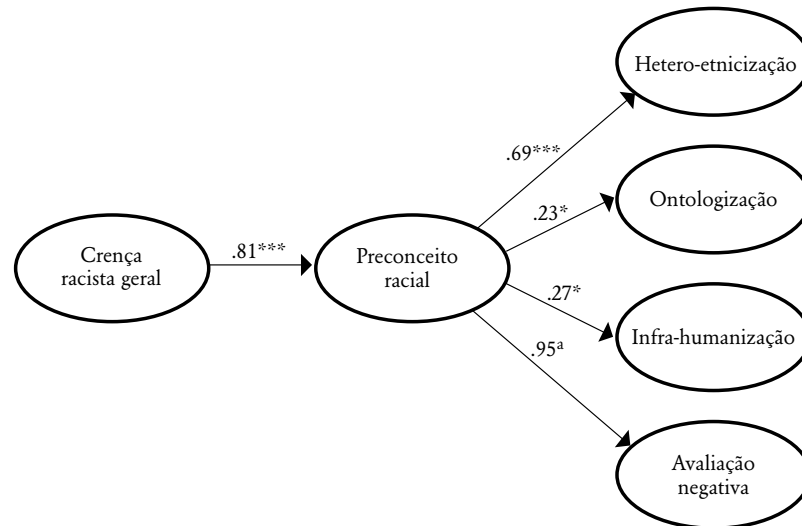 Hetero-etnicização
.69***
.23*
Ontologização
Crença
racista geral
.81***
Preconceito
racial
.27*
Infra-humanização
.95ª
Avaliação
negativa